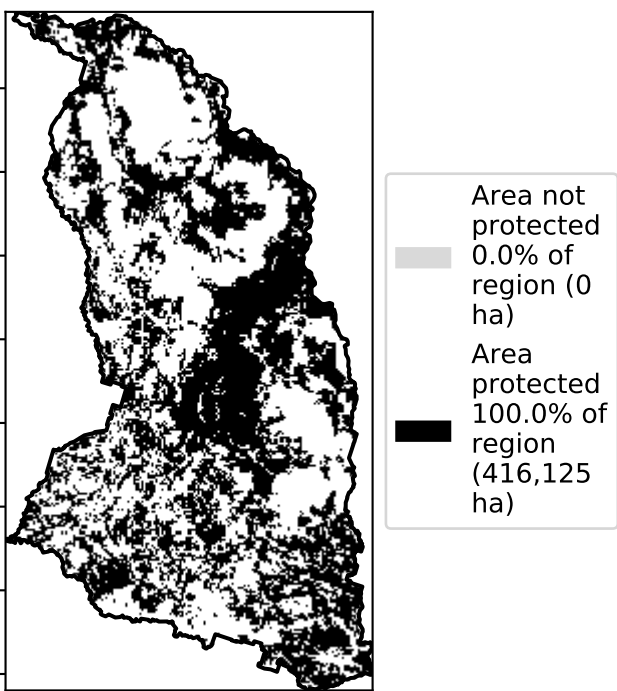 Area not
protected
0.0% of
region (0
ha)
Area
protected
100.0% of
region
(416,125
ha)